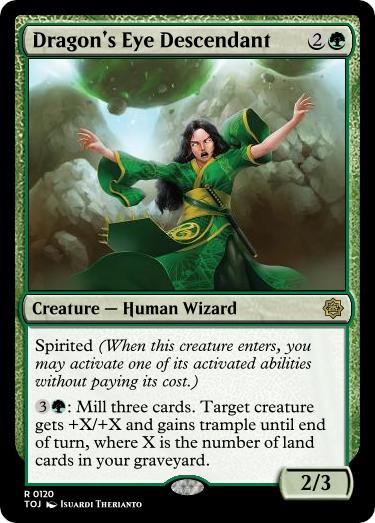 Dragon's Eye Descendant 2
Creature — Human Wizard
Spirited (When this creature enters, you
may activate one of its activated abilities
without paying its cost.)
3: Mill three cards. Target creature
gets +X/+X and gains trample until end
of turn, where X is the number of land
cards in your graveyard.
2/3
R 0120
TOJ Isuardi Therianto